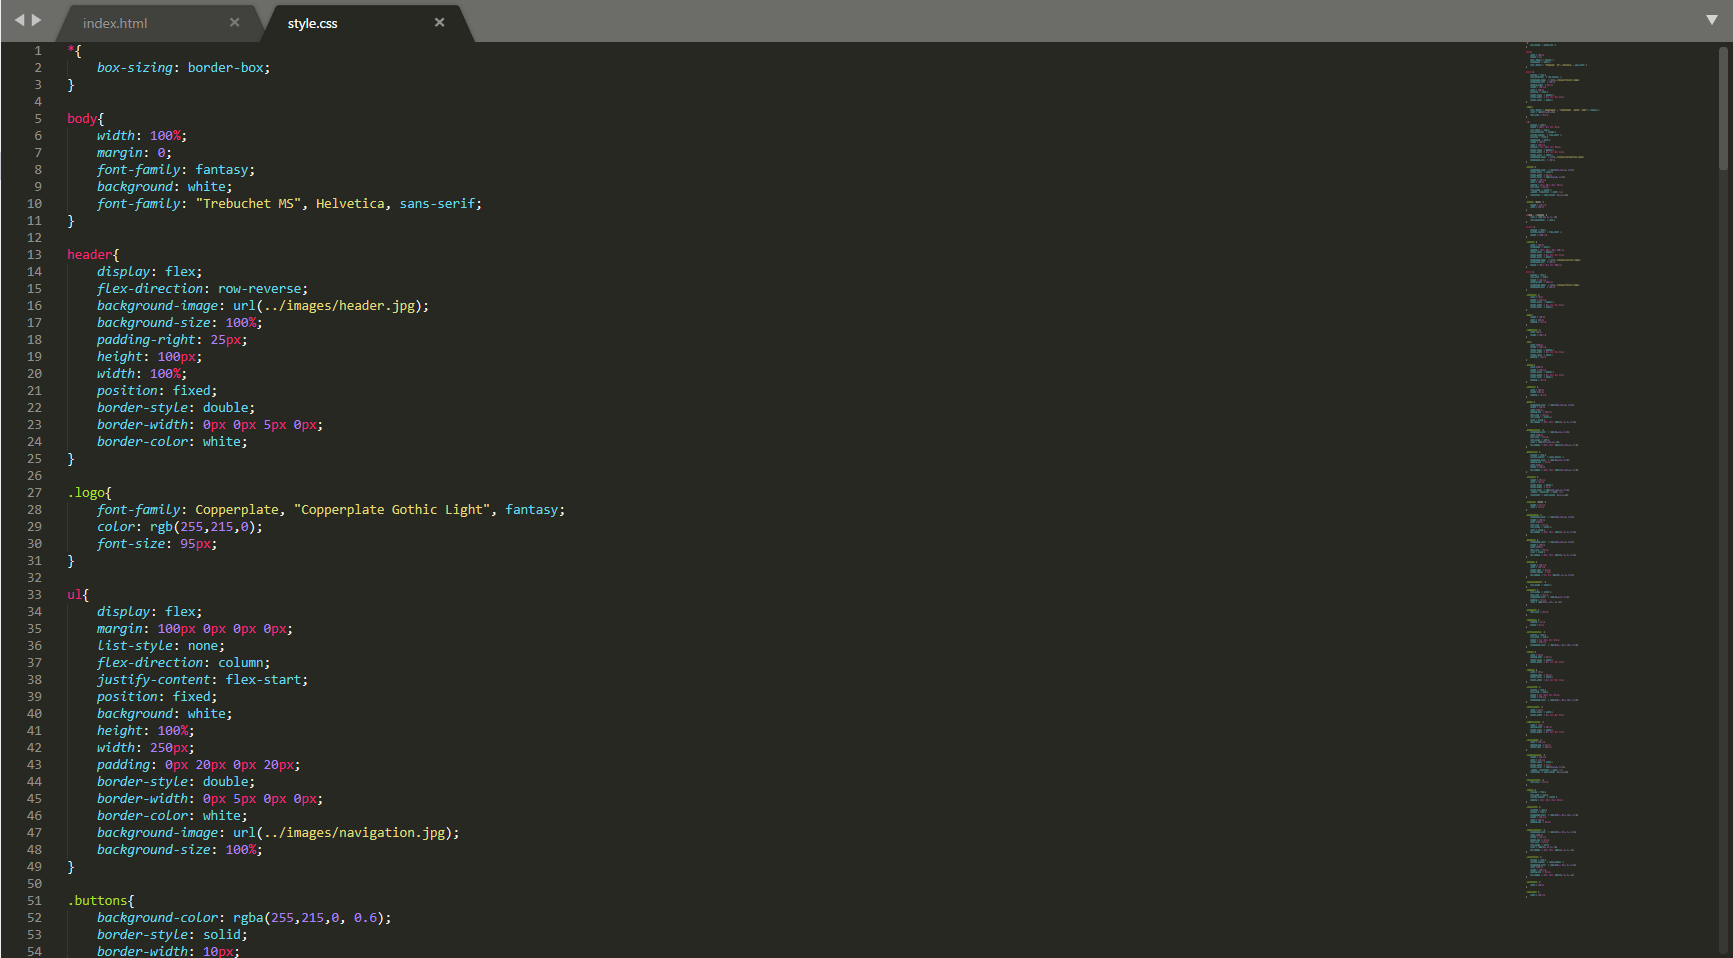 index.html
style.css
1 *{
2 box-sizing: border-box;
3 }
4
5 body{
6 width: 100%;
7 margin: 0;
8 font-family: fantasy;
9 background: white;
10 font-family: "Trebuchet MS", Helvetica, sans-serif;
11 }
12
13 header{
14 display: flex;
15 flex-direction: row-reverse;
16 background-image: url(../images/header.jpg);
17 background-size: 100%;
18 padding-right: 25px;
19 height: 100px;
20 width: 100%;
21 position: fixed;
22 border-style: double;
23 border-width: 0px 0px 5px 0px;
24 border-color: white;
25 }
26
27 .logo{
28 font-family: Copperplate, "Copperplate Gothic Light", fantasy;
29 color: rgb(255,215,0);
30 font-size: 95px;
31 }
32
33 ul{
34 display: flex;
35 margin: 100px 0px 0px 0px;
36 list-style: none;
37 flex-direction: column;
38 justify-content: flex-start;
39 position: fixed;
40 background: white;
41 height: 100%;
42 width: 250px;
43 padding: 0px 20px 0px 20px;
44 border-style: double;
45 border-width: 0px 5px 0px 0px;
46 border-color: white;
47 background-image: url(../images/navigation.jpg);
48 background-size: 100%;
49 }
50
51 .buttons{
52 background-color: rgba(255,215,0, 0.6);
53 border-style: solid;
54 border-width: 10px;